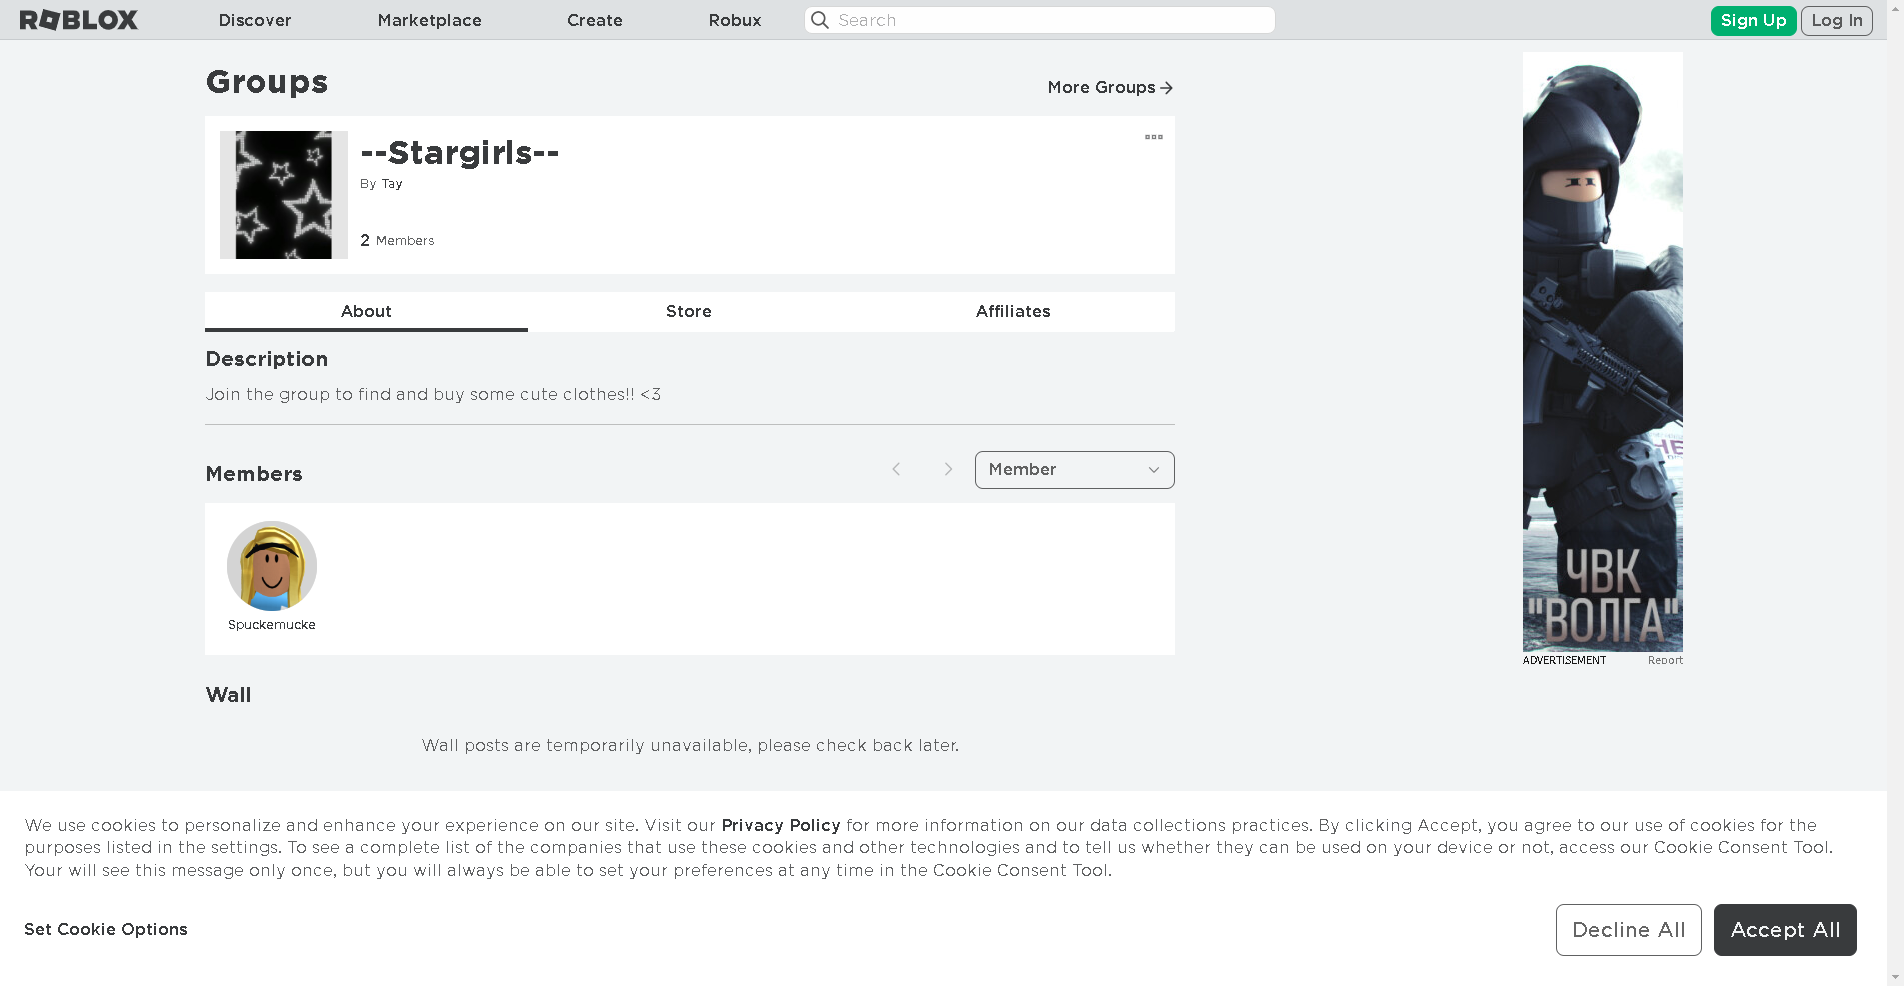 ROBLOX
Discover
Marketplace
Create
Robux
Search
Sign Up
Log In
Groups
More Groups
--Stargirls--
By Tay
2 Members
About
Store
Affiliates
Description
Join the group to find and buy some cute clothes!! <3
Members
Member
Spuckemucke
Wall
Wall posts are temporarily unavailable, please check back later.
ЧВК
"ВОЛГА"
ADVERTISEMENT
Report
We use cookies to personalize and enhance your experience on our site. Visit our Privacy Policy for more information on our data collections practices. By clicking Accept, you agree to our use of cookies for the
purposes listed in the settings. To see a complete list of the companies that use these cookies and other technologies and to tell us whether they can be used on your device or not, access our Cookie Consent Tool.
Your will see this message only once, but you will always be able to set your preferences at any time in the Cookie Consent Tool.
Set Cookie Options
Decline All
Accept All